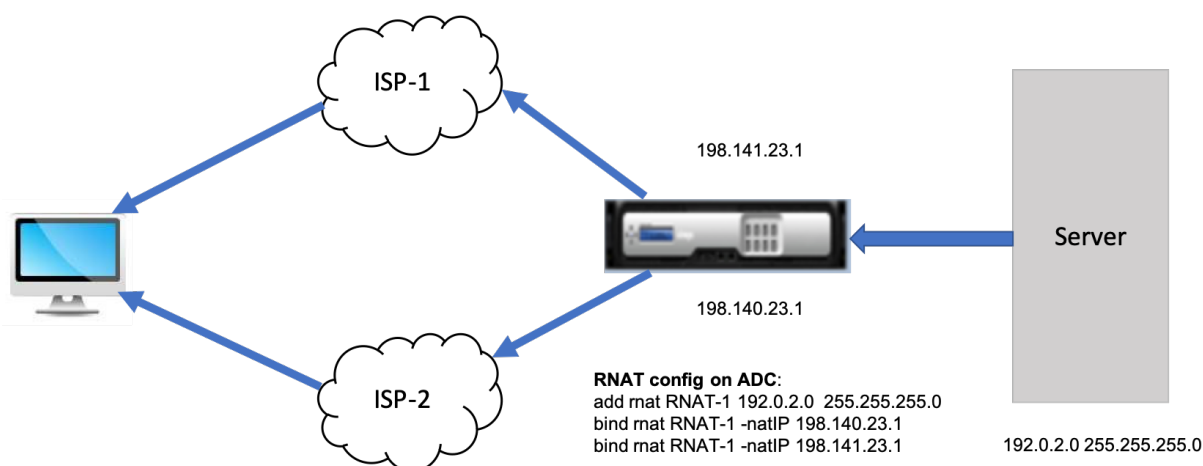 ISP-1
198.141.23.1
Server
198.140.23.1
ISP-2
RNAT config on ADC:
add rnat RNAT-1 192.0.2.0 255.255.255.0
bind rnat RNAT-1 -natIP 198.140.23.1
bind rnat RNAT-1 -natIP 198.141.23.1
192.0.2.0 255.255.255.0